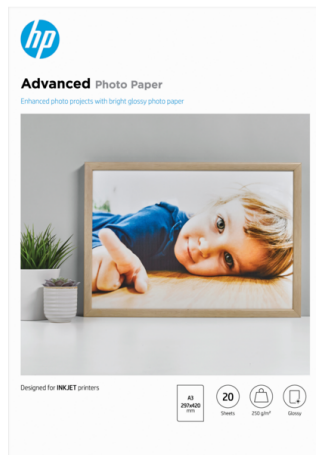 hp
Advanced Photo Paper
Enhanced photo projects with bright glossy photo paper
Designed for INKJET printers
A3
297x420
mm
20
Sheets
250 g/m²
Glossy